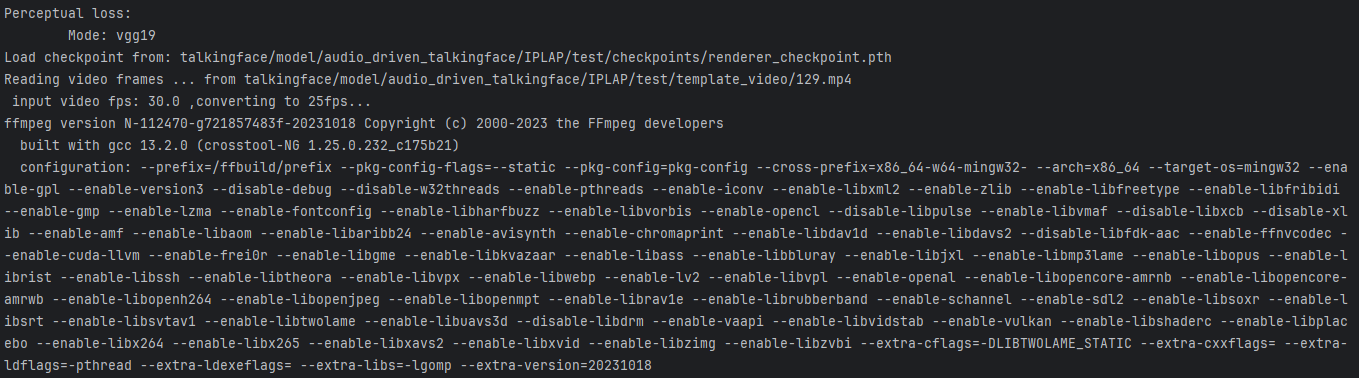 Perceptual loss:
Mode: vgg19
Load checkpoint from: talkingface/model/audio_driven_talkingface/IPLAP/test/checkpoints/renderer_checkpoint.pth
Reading video frames ... from talkingface/model/audio_driven_talkingface/IPLAP/test/template_video/129.mp4
input video fps: 30.0 ,converting to 25fps...
ffmpeg version N-112470-g721857483f-20231018 Copyright (c) 2000-2023 the FFmpeg developers
built with gcc 13.2.0 (crosstool-NG 1.25.0.232_c175b21)
configuration: --prefix=/ffbuild/prefix --pkg-config-flags=--static --pkg-config=pkg-config --cross-prefix=x86_64-w64-mingw32- --arch=x86_64 --target-os=mingw32 --ena
ble-gpl --enable-version3 --disable-debug --disable-w32threads --enable-pthreads --enable-iconv --enable-libxml2 --enable-zlib --enable-libfreetype --enable-libfribidi
--enable-gmp --enable-lzma --enable-fontconfig --enable-libharfbuzz --enable-libvorbis --enable-opencl --disable-libpulse --enable-libvmaf --disable-libxcb --disable-xl
ib --enable-amf --enable-libaom --enable-libaribb24 --enable-avisynth --enable-chromaprint --enable-libdav1d --enable-libdavs2 --disable-libfdk-aac --enable-ffnvcodec -
-enable-cuda-llvm --enable-frei0r --enable-libgme --enable-libkvazaar --enable-libass --enable-libbluray --enable-libjxl --enable-libmp3lame --enable-libopus --enable-l
ibrist --enable-libssh --enable-libtheora --enable-libvpx --enable-libwebp --enable-lv2 --enable-libvpl --enable-openal --enable-libopencore-amrnb --enable-libopencore-
amrwb --enable-libopenh264 --enable-libopenjpeg --enable-libopenmpt --enable-librav1e --enable-librubberband --enable-schannel --enable-sdl2 --enable-libsoxr --enable-l
ibsrt --enable-libsvtav1 --enable-libtwolame --enable-libuavs3d --disable-libdrm --enable-vaapi --enable-libvidstab --enable-vulkan --enable-libshaderc --enable-libplac
ebo --enable-libx264 --enable-libx265 --enable-libxavs2 --enable-libxvid --enable-libzimg --enable-libzvbi --extra-cflags=-DLIBTWOLAME_STATIC --extra-cxxflags= --extra-
ldflags=-pthread --extra-ldexeflags= --extra-libs=-lgomp --extra-version=20231018